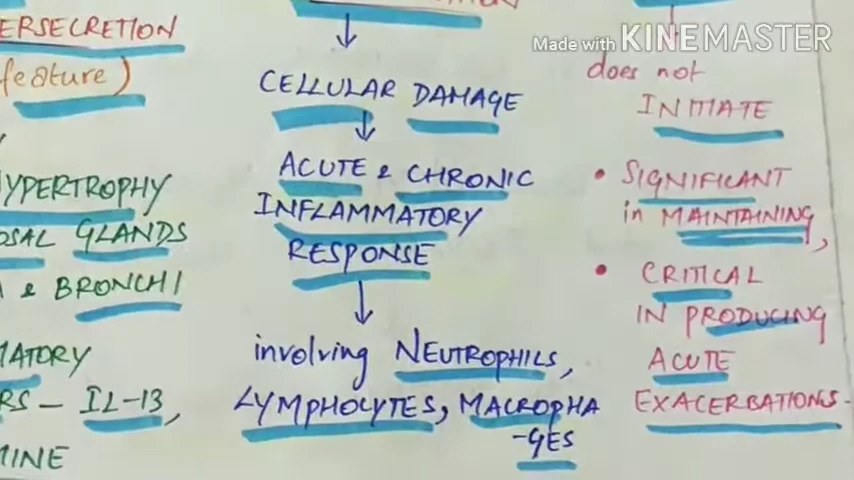 ERSECRETION
feature)
YPERTROPHY
OSAL GLANDS
& BRONCHI
MATORY
RS - IL-13,
MINE
CELLULAR DAMAGE
ACUTE & CHRONIC
INFLAMMATORY
RESPONSE
involving NEUTROPHILS,
LYMPHOCYTES, MACROPHA
-GES
Made with KINEMASTER
does not
INITIATE
• SIGNIFICANT
in MAINTAINING,
• CRITICAL
IN PRODUCING
ACUTE
EXACERBATIONS.